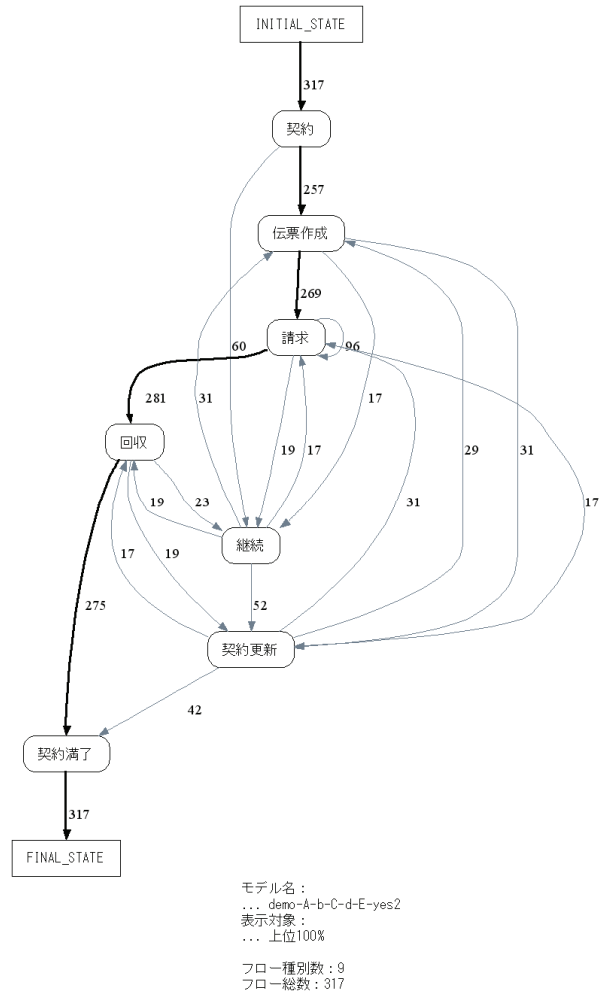 INITIAL_STATE
317
契約
257
伝票作成
269
請求
96
60
281
31
17
回収
19
17
29
31
31
17
19
23
継続
17
19
52
契約更新
275
42
契約満了
317
FINAL_STATE
モデル名：
... demo-A-b-C-d-E-yes2
表示対象：
... 上位100%
フロー種別数：9
フロー総数：317